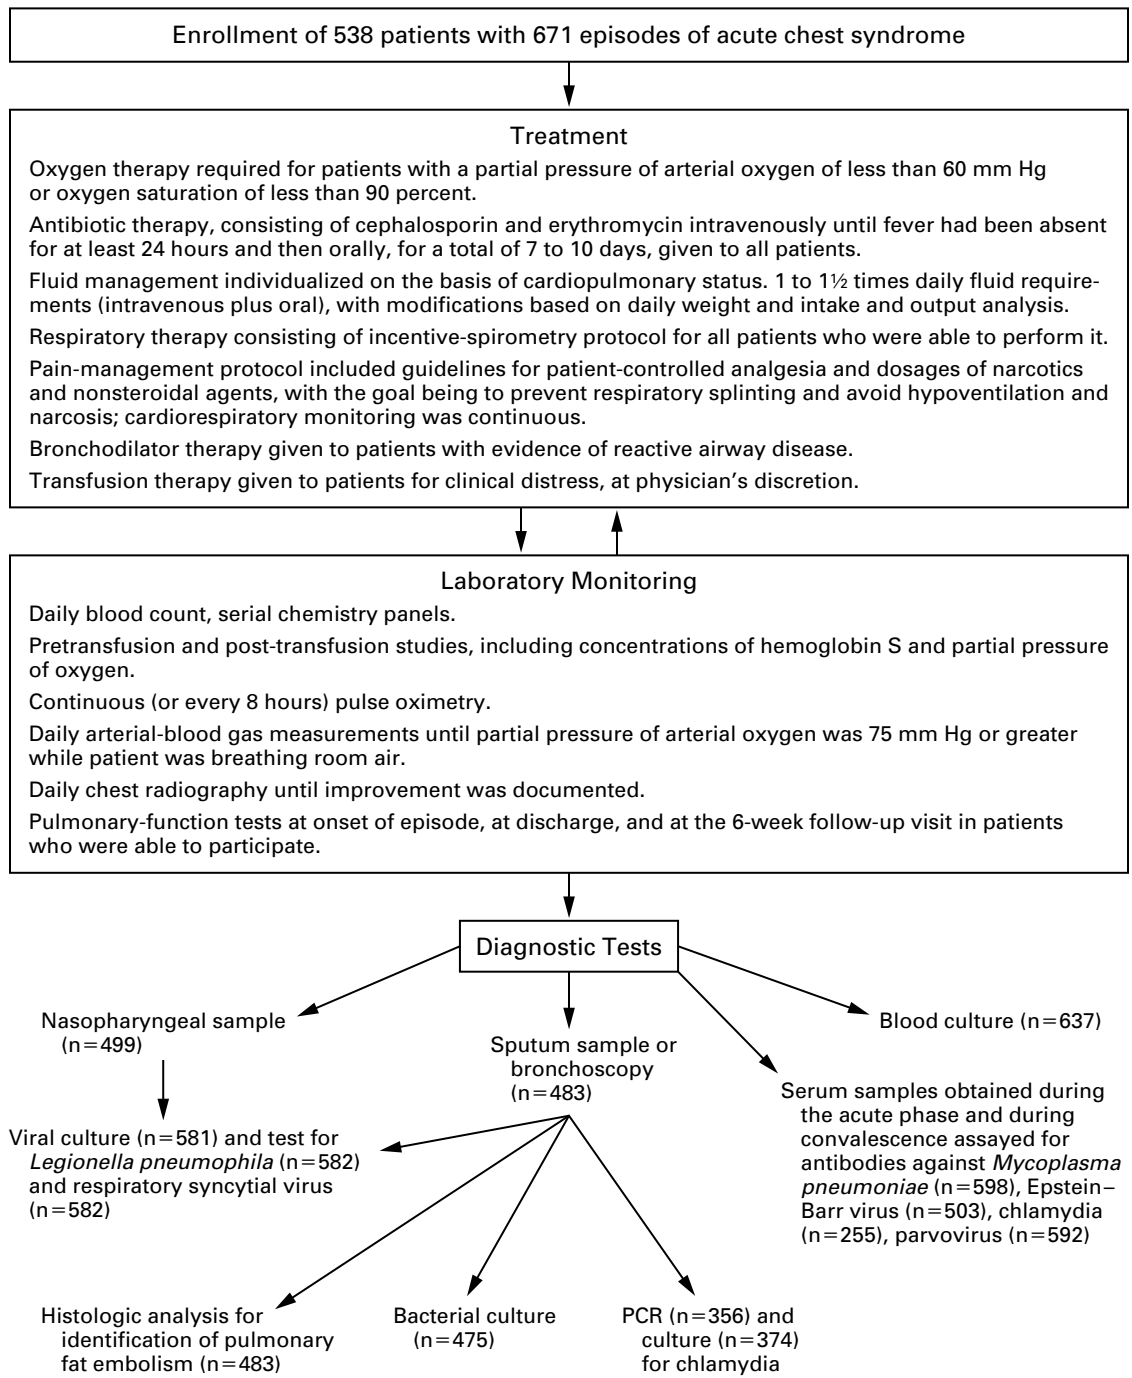 Enrollment of 538 patients with 671 episodes of acute chest syndrome
Treatment
Oxygen therapy required for patients with a partial pressure of arterial oxygen of less than 60 mm Hg
or oxygen saturation of less than 90 percent.
Antibiotic therapy, consisting of cephalosporin and erythromycin intravenously until fever had been absent
for at least 24 hours and then orally, for a total of 7 to 10 days, given to all patients.
Fluid management individualized on the basis of cardiopulmonary status. 1 to 1½ times daily fluid require-
ments (intravenous plus oral), with modifications based on daily weight and intake and output analysis.
Respiratory therapy consisting of incentive-spirometry protocol for all patients who were able to perform it.
Pain-management protocol included guidelines for patient-controlled analgesia and dosages of narcotics
and nonsteroidal agents, with the goal being to prevent respiratory splinting and avoid hypoventilation and
narcosis; cardiorespiratory monitoring was continuous.
Bronchodilator therapy given to patients with evidence of reactive airway disease.
Transfusion therapy given to patients for clinical distress, at physician's discretion.
Laboratory Monitoring
Daily blood count, serial chemistry panels.
Pretransfusion and post-transfusion studies, including concentrations of hemoglobin S and partial pressure
of oxygen.
Continuous (or every 8 hours) pulse oximetry.
Daily arterial-blood gas measurements until partial pressure of arterial oxygen was 75 mm Hg or greater
while patient was breathing room air.
Daily chest radiography until improvement was documented.
Pulmonary-function tests at onset of episode, at discharge, and at the 6-week follow-up visit in patients
who were able to participate.
Diagnostic Tests
Nasopharyngeal sample
(n=499)
Viral culture (n=581) and test for
Legionella pneumophila (n=582)
and respiratory syncytial virus
(n=582)
Sputum sample or
bronchoscopy
(n=483)
Blood culture (n=637)
Serum samples obtained during
the acute phase and during
convalescence assayed for
antibodies against Mycoplasma
pneumoniae (n=598), Epstein–
Barr virus (n=503), chlamydia
(n=255), parvovirus (n=592)
Histologic analysis for
identification of pulmonary
fat embolism (n=483)
Bacterial culture
(n=475)
PCR (n=356) and
culture (n=374)
for chlamydia